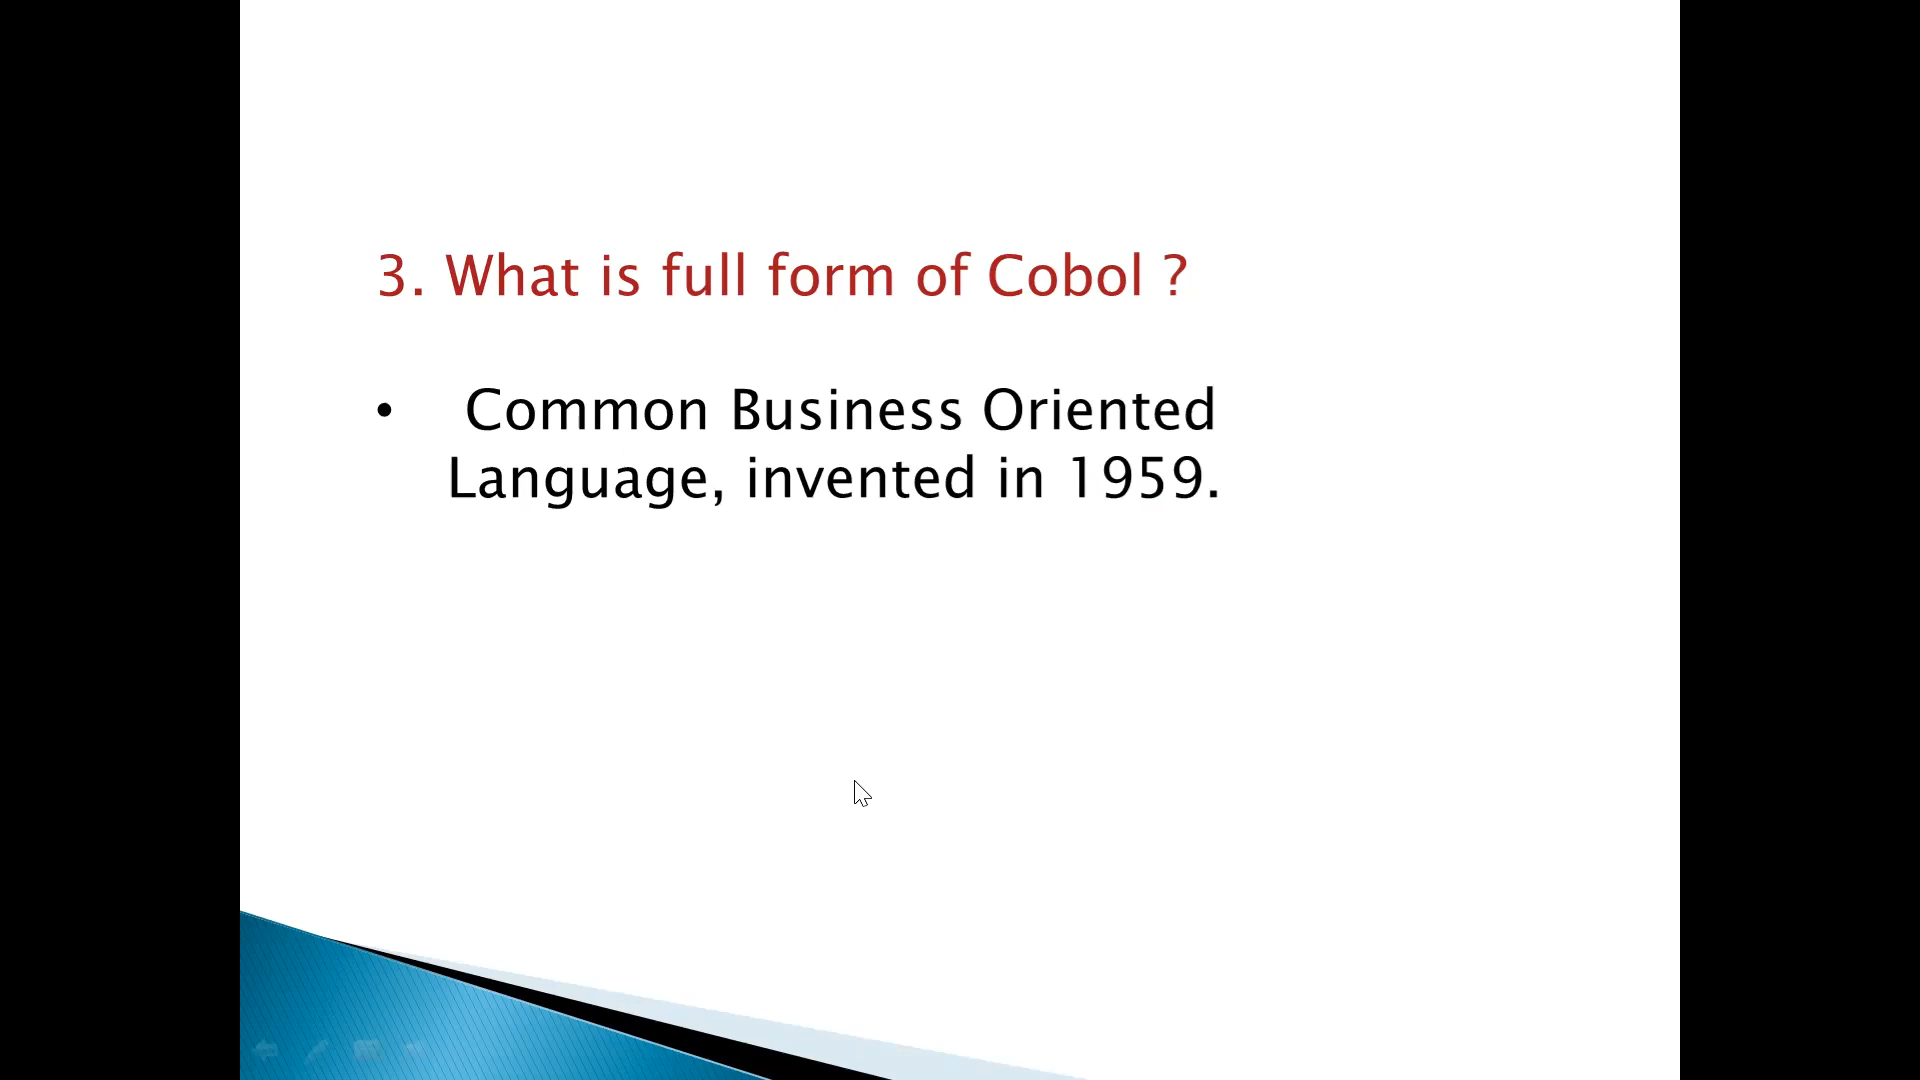 3. What is full form of Cobol ?
• Common Business Oriented
Language, invented in 1959.